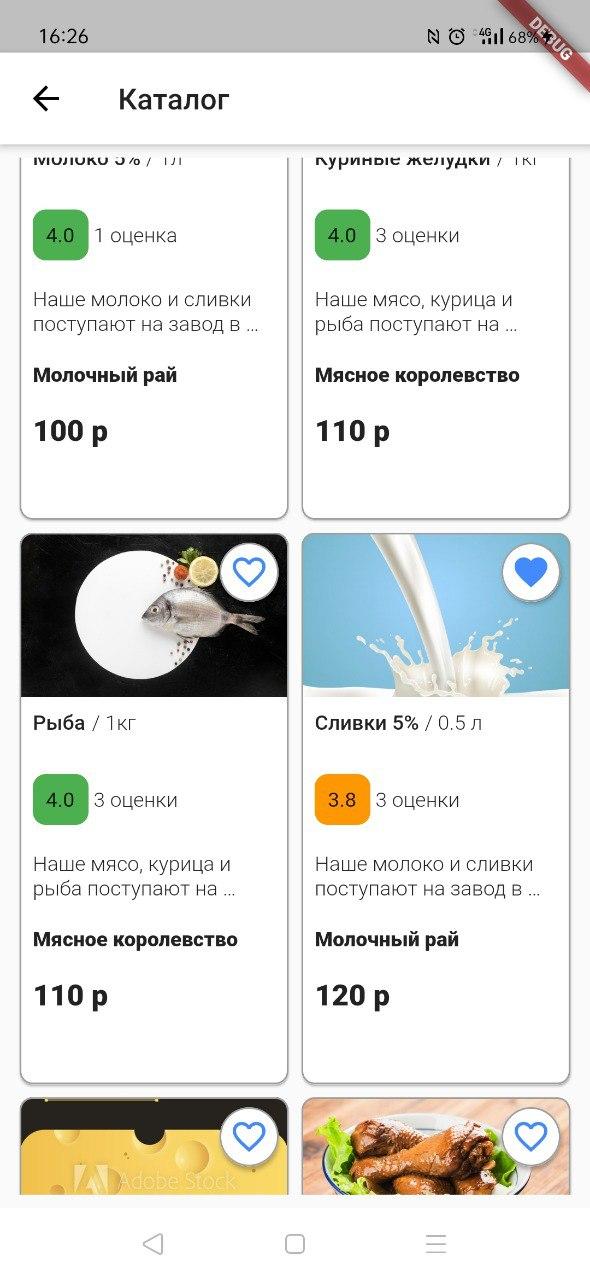 16:26
4G
68%
DEBUG
Каталог
Молоко 5% / 1л
Куриные желудки / 1кг
4.0 1 оценка
4.0 3 оценки
Наше молоко и сливки
поступают на завод в ...
Наше мясо, курица и
рыба поступают на ...
Молочный рай
Мясное королевство
100 р
110 р
Рыба / 1кг
Сливки 5% / 0.5 л
4.0 3 оценки
3.8 3 оценки
Наше мясо, курица и
рыба поступают на ...
Наше молоко и сливки
поступают на завод в ...
Мясное королевство
Молочный рай
110 р
120 р
Adobe Stock